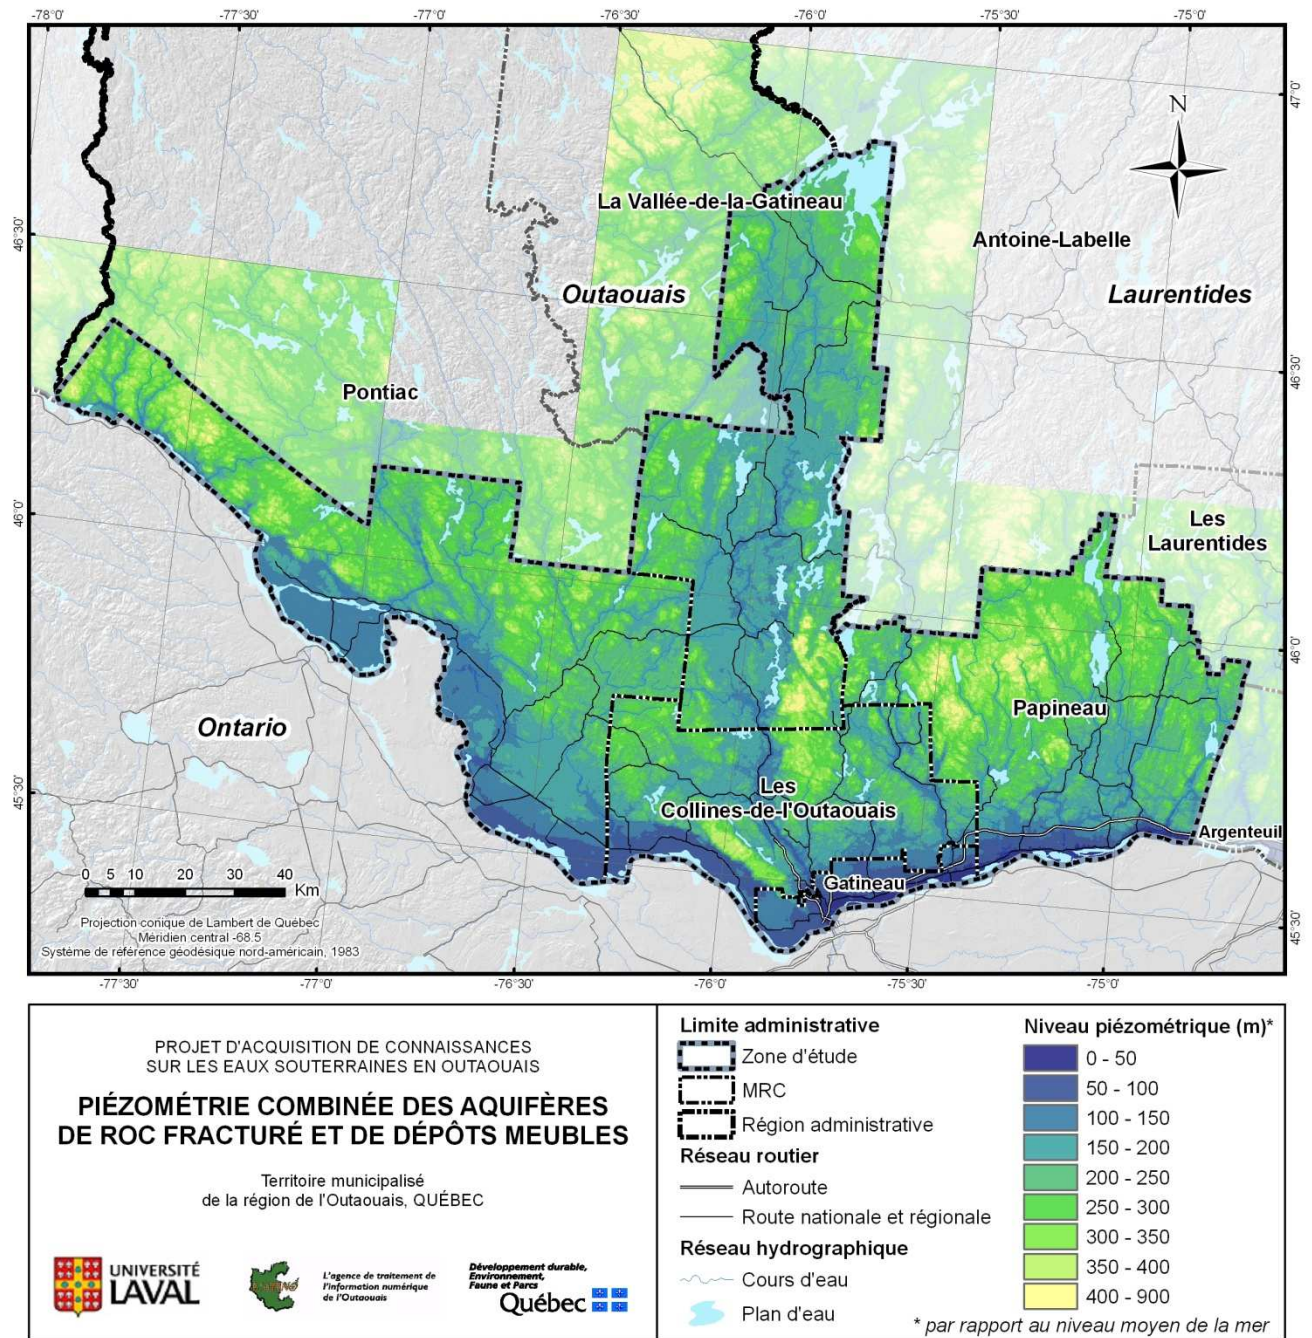 -78°0' -77°30' -77°0' -76°30' -76°0' -75°30' -75°0'
47°0'
46°30'
46°30'
46°0'
46°0'
45°30'
45°30'
N
La Vallée-de-la-Gatineau
Antoine-Labelle
Outaouais
Laurentides
Pontiac
Les
Laurentides
Papineau
Ontario
Les
Collines-de-l'Outaouais
Argenteuil
Gatineau
0 5 10 20 30 40
Km
Projection conique de Lambert de Québec
Méridien central -68.5
Système de référence géodésique nord-américain, 1983
-77°30' -77°0' -76°30' -76°0' -75°30' -75°0'
PROJET D'ACQUISITION DE CONNAISSANCES
SUR LES EAUX SOUTERRAINES EN OUTAOUAIS
PIÉZOMÉTRIE COMBINÉE DES AQUIFÈRES
DE ROC FRACTURÉ ET DE DÉPÔTS MEUBLES
Territoire municipalisé
de la région de l'Outaouais, QUÉBEC
UNIVERSITÉ
LAVAL
L'agence de traitement de
l'information numérique
de l'Outaouais
Développement durable,
Environnement,
Faune et Parcs
Québec
Limite administrative
Zone d'étude
MRC
Région administrative
Réseau routier
Autoroute
Route nationale et régionale
Réseau hydrographique
Cours d'eau
Plan d'eau
Niveau piézométrique (m)*
0 - 50
50 - 100
100 - 150
150 - 200
200 - 250
250 - 300
300 - 350
350 - 400
400 - 900
* par rapport au niveau moyen de la mer